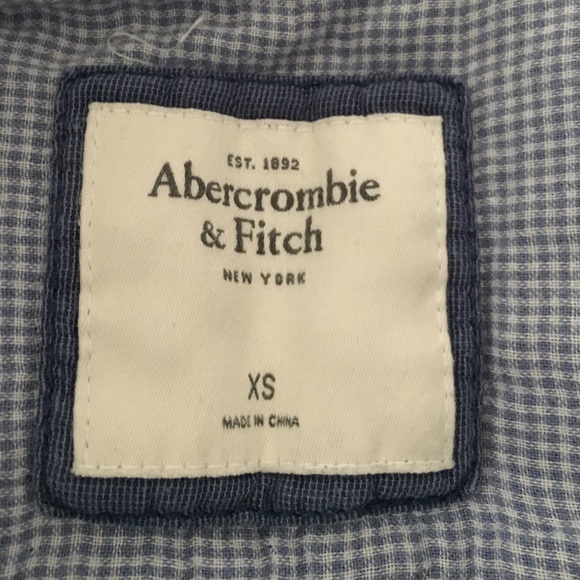 EST. 1892
Abercrombie
& Fitch
NEW YORK
XS
MADE IN CHINA